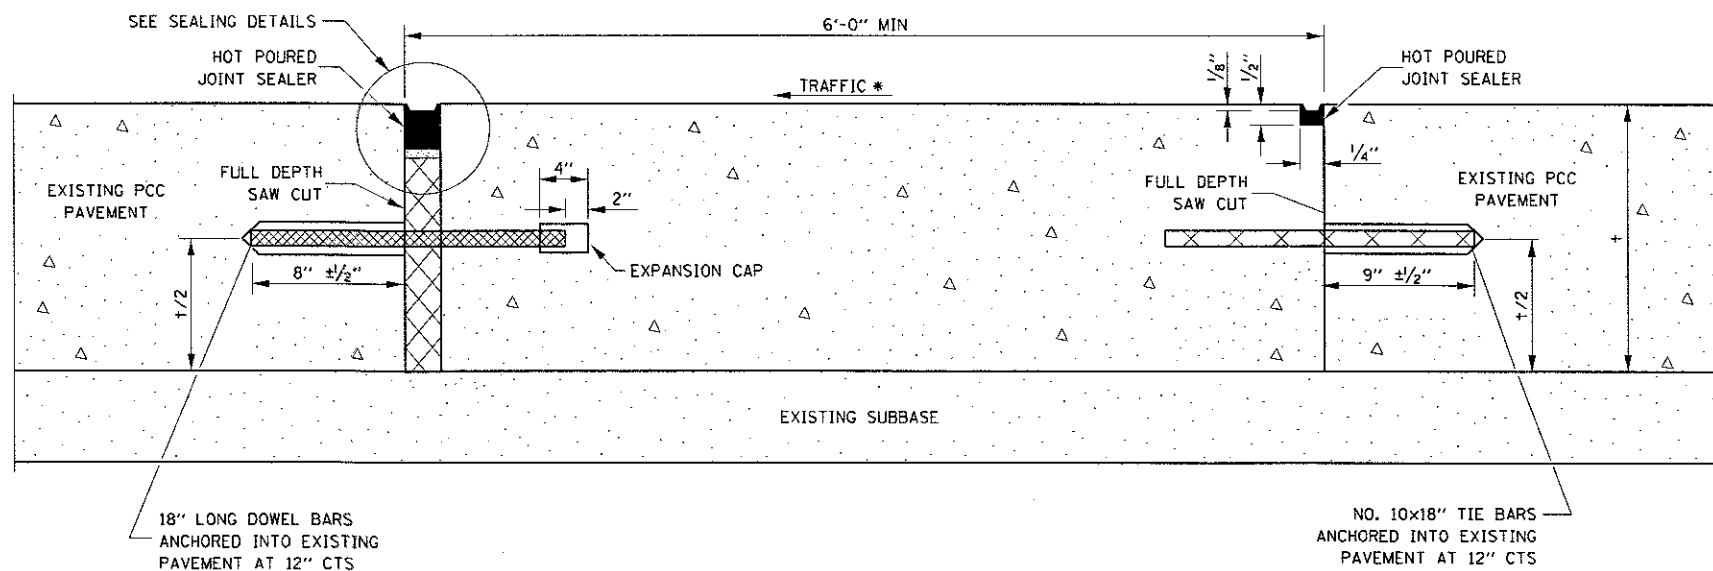 SEE SEALING DETAILS
6'-0" MIN
HOT POURED
JOINT SEALER
TRAFFIC *
1/8"
1/2"
HOT POURED
JOINT SEALER
1/4"
4"
2"
FULL DEPTH
SAW CUT
EXISTING PCC
PAVEMENT
FULL DEPTH
SAW CUT
EXISTING PCC
PAVEMENT
t
EXPANSION CAP
8" ±1/2"
9" ±1/2"
t/2
t/2
EXISTING SUBBASE
18" LONG DOWEL BARS
ANCHORED INTO EXISTING
PAVEMENT AT 12" CTS
NO. 10x18" TIE BARS
ANCHORED INTO EXISTING
PAVEMENT AT 12" CTS